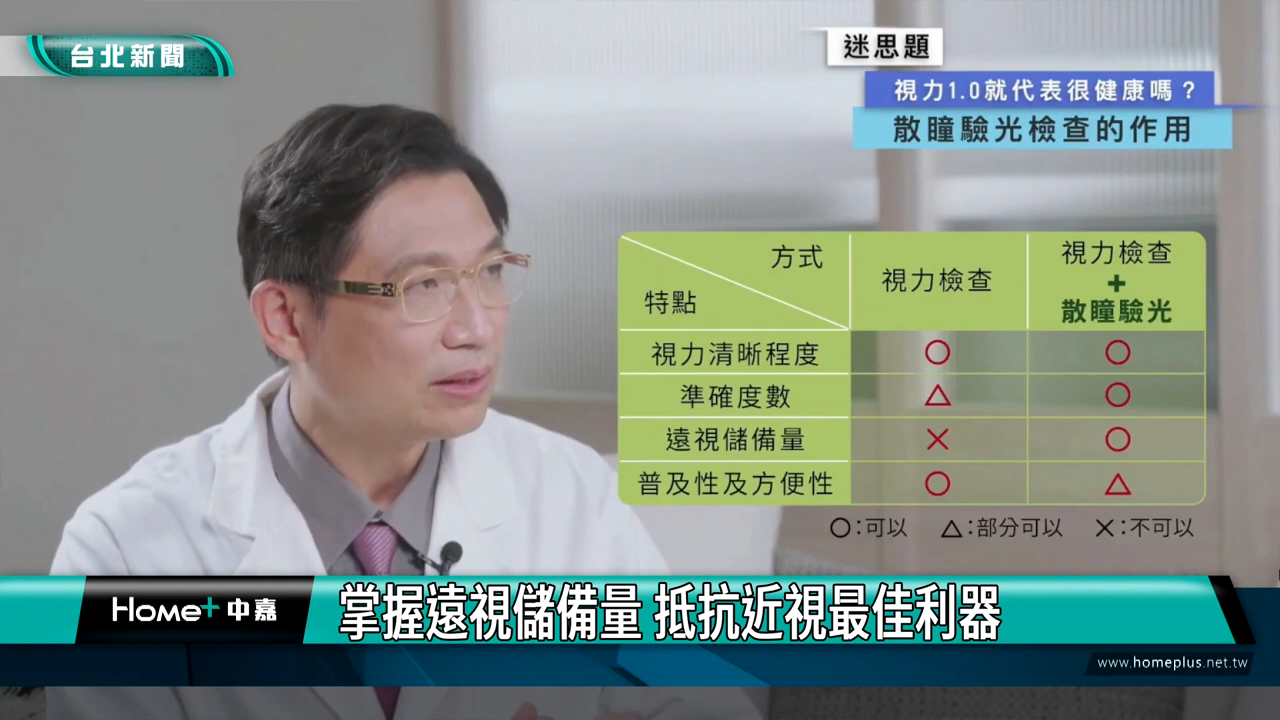 台北新聞
迷思題
視力1.0就代表很健康嗎？
散瞳驗光檢查的作用
方式
特點
視力檢查
視力檢查
+
散瞳驗光
視力清晰程度 ○ ○
準確度數 △ ○
遠視儲備量 × ○
普及性及方便性 ○ △
○:可以 △:部分可以 ×:不可以
Home+中嘉
掌握遠視儲備量 抵抗近視最佳利器
www.homeplus.net.tw